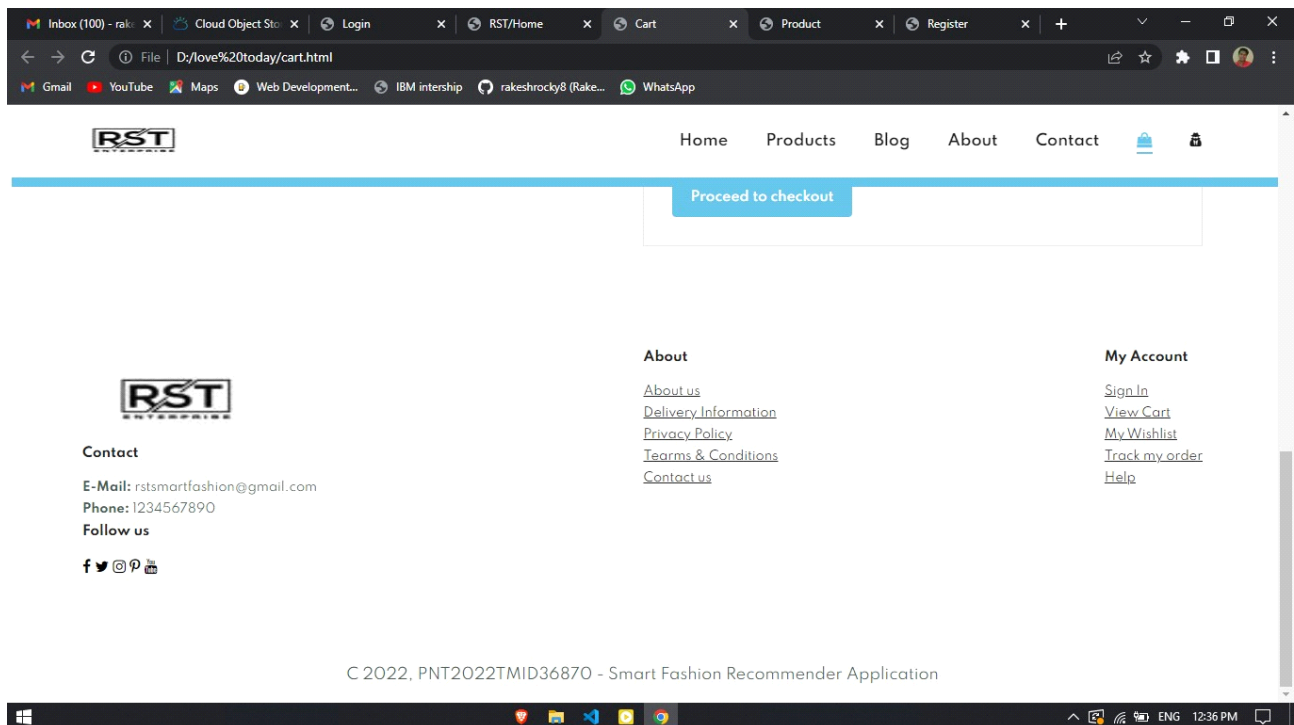 Inbox (100) - rake
Cloud Object Sto
Login
RST/Home
Cart
Product
Register
File
D:/love%20today/cart.html
Gmail
YouTube
Maps
Web Development...
IBM intership
rakeshrocky8 (Rake...
WhatsApp
RST
ENTERPRISE
Home
Products
Blog
About
Contact
Proceed to checkout
RST
ENTERPRISE
Contact
E-Mail: rstsmartfashion@gmail.com
Phone: 1234567890
Follow us
About
About us
Delivery Information
Privacy Policy
Tearms & Conditions
Contact us
My Account
Sign In
View Cart
My Wishlist
Track my order
Help
C 2022, PNT2022TMID36870 - Smart Fashion Recommender Application
ENG
12:36 PM